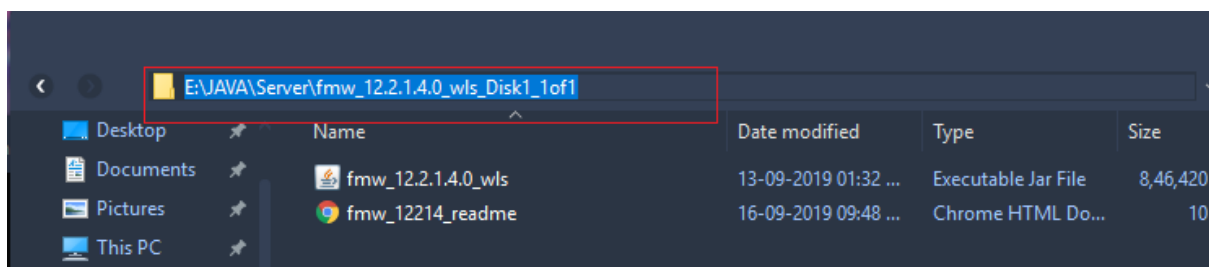 E:\JAVA\Server\fmw_12.2.1.4.0_wls_Disk1_1of1
Desktop Name Date modified Type Size
Documents fmw_12.2.1.4.0_wls 13-09-2019 01:32 ... Executable Jar File 8,46,420
Pictures fmw_12214_readme 16-09-2019 09:48 ... Chrome HTML Do... 10
This PC